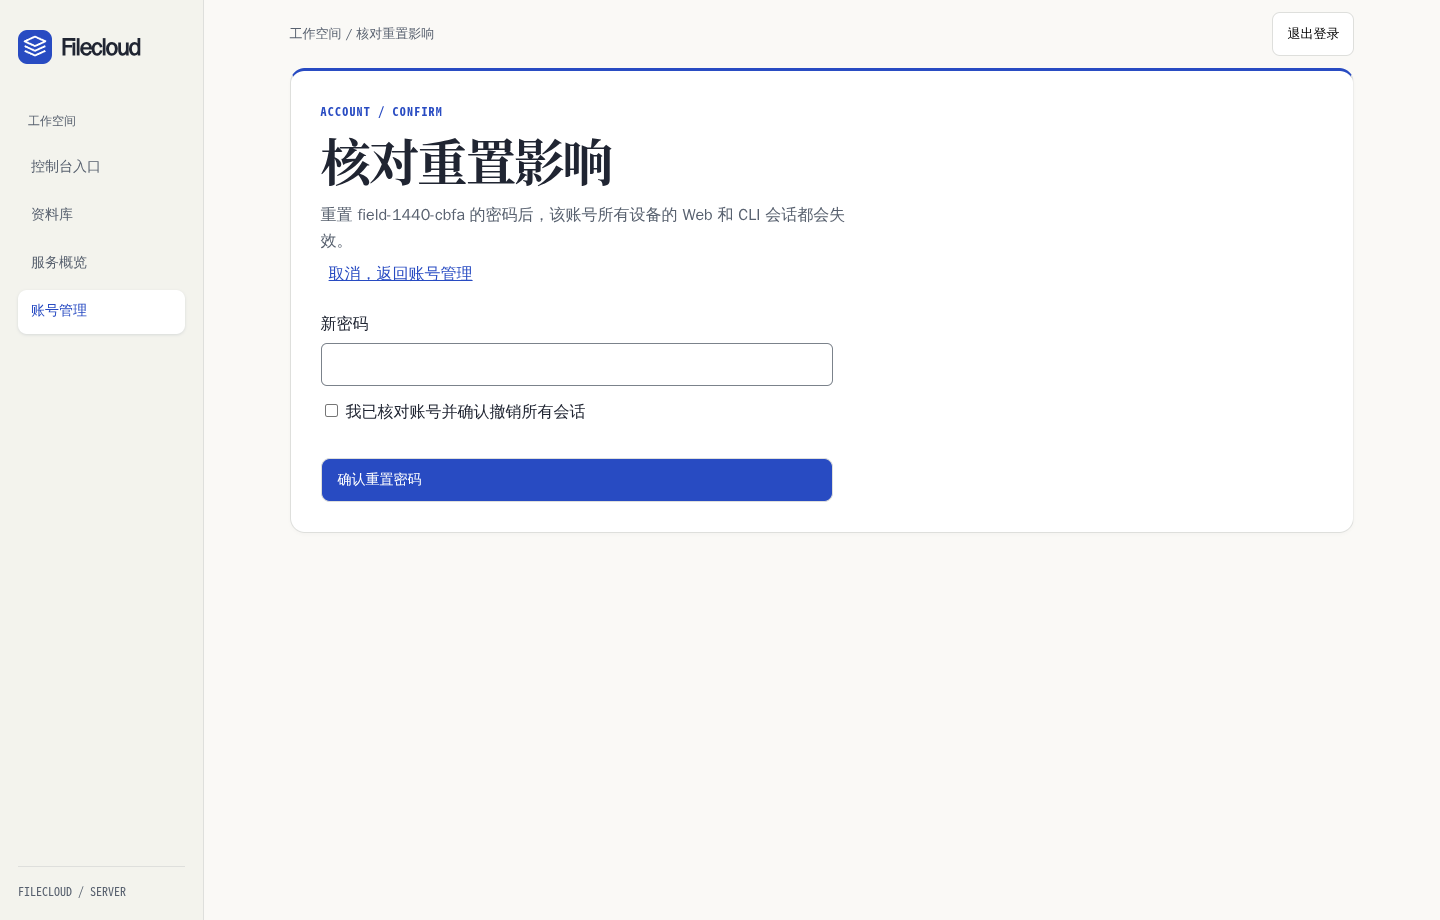 Filecloud
工作空间
控制台入口
资料库
服务概览
账号管理
FILECLOUD / SERVER
工作空间 / 核对重置影响
退出登录
ACCOUNT / CONFIRM
核对重置影响
重置 field-1440-cbfa 的密码后，该账号所有设备的 Web 和 CLI 会话都会失
效。
取消，返回账号管理
新密码
我已核对账号并确认撤销所有会话
确认重置密码